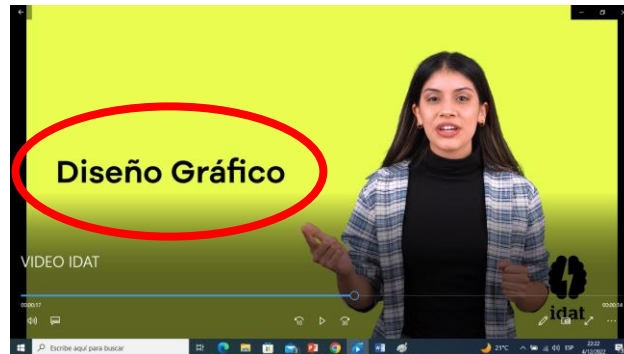 Diseño Gráfico
VIDEO IDAT
00:00:17
00:00:14
idat
Escribe aquí para buscar
21°C
ESP
22:22
4/12/2022